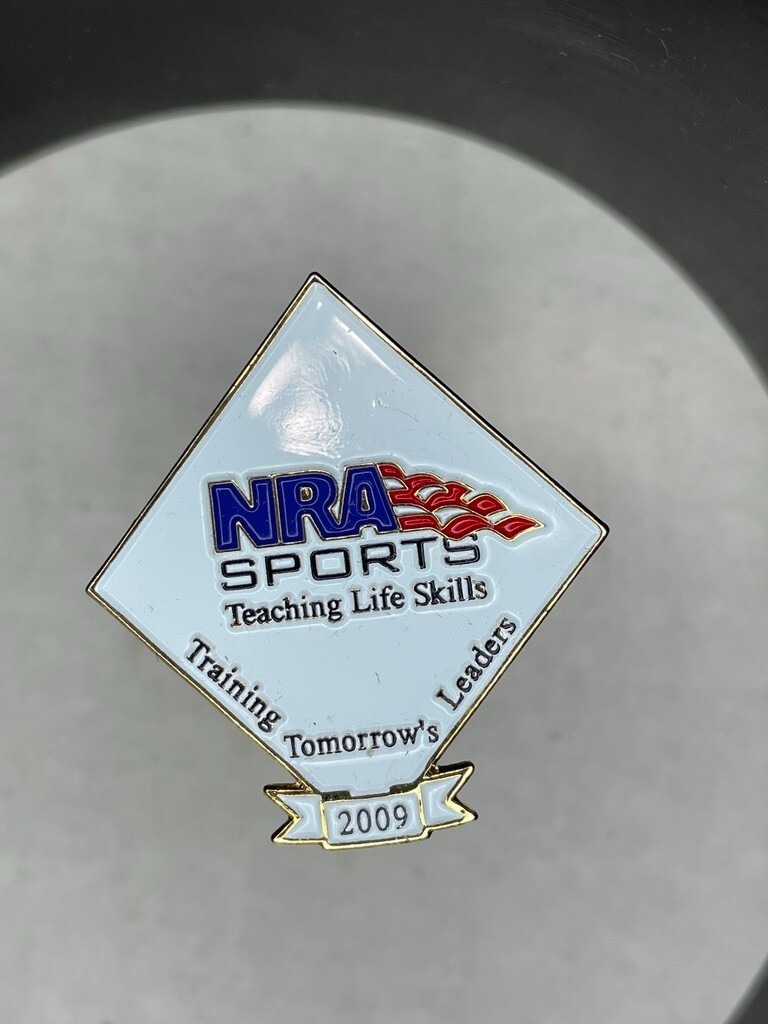 NRA
SPORTS
Teaching Life Skills
Training Tomorrow's Leaders
2009